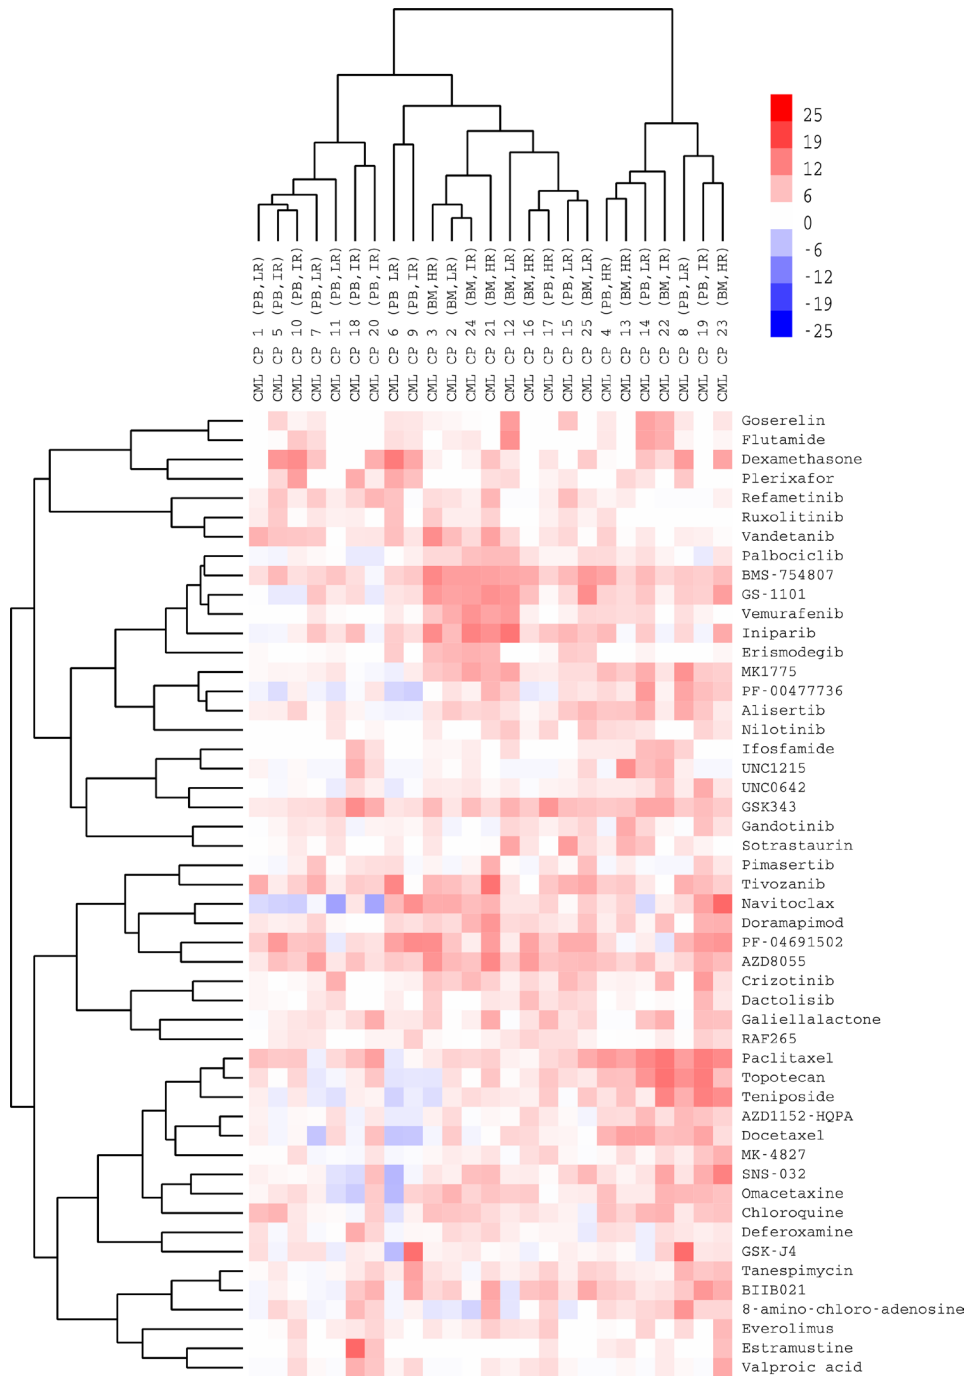 25
19
12
6
0
-6
-12
-19
-25
CML CP 1 (PB,LR)
CML CP 5 (PB,IR)
CML CP 10 (PB,IR)
CML CP 7 (PB,LR)
CML CP 11 (PB,LR)
CML CP 18 (PB,IR)
CML CP 20 (PB,IR)
CML CP 6 (PB LR)
CML CP 9 (PB,IR)
CML CP 3 (BM,HR)
CML CP 2 (BM,LR)
CML CP 24 (BM,IR)
CML CP 21 (BM,HR)
CML CP 12 (BM,LR)
CML CP 16 (BM,HR)
CML CP 17 (PB,HR)
CML CP 15 (PB,LR)
CML CP 25 (BM,LR)
CML CP 4 (PB,HR)
CML CP 13 (BM,HR)
CML CP 14 (PB,LR)
CML CP 22 (BM,IR)
CML CP 8 (PB,LR)
CML CP 19 (PB,IR)
CML CP 23 (BM,HR)
Goserelin
Flutamide
Dexamethasone
Plerixafor
Refametinib
Ruxolitinib
Vandetanib
Palbociclib
BMS-754807
GS-1101
Vemurafenib
Iniparib
Erismodegib
MK1775
PF-00477736
Alisertib
Nilotinib
Ifosfamide
UNC1215
UNC0642
GSK343
Gandotinib
Sotrastaurin
Pimasertib
Tivozanib
Navitoclax
Doramapimod
PF-04691502
AZD8055
Crizotinib
Dactolisib
Galiellalactone
RAF265
Paclitaxel
Topotecan
Teniposide
AZD1152-HQPA
Docetaxel
MK-4827
SNS-032
Omacetaxine
Chloroquine
Deferoxamine
GSK-J4
Tanespimycin
BIIB021
8-amino-chloro-adenosine
Everolimus
Estramustine
Valproic acid